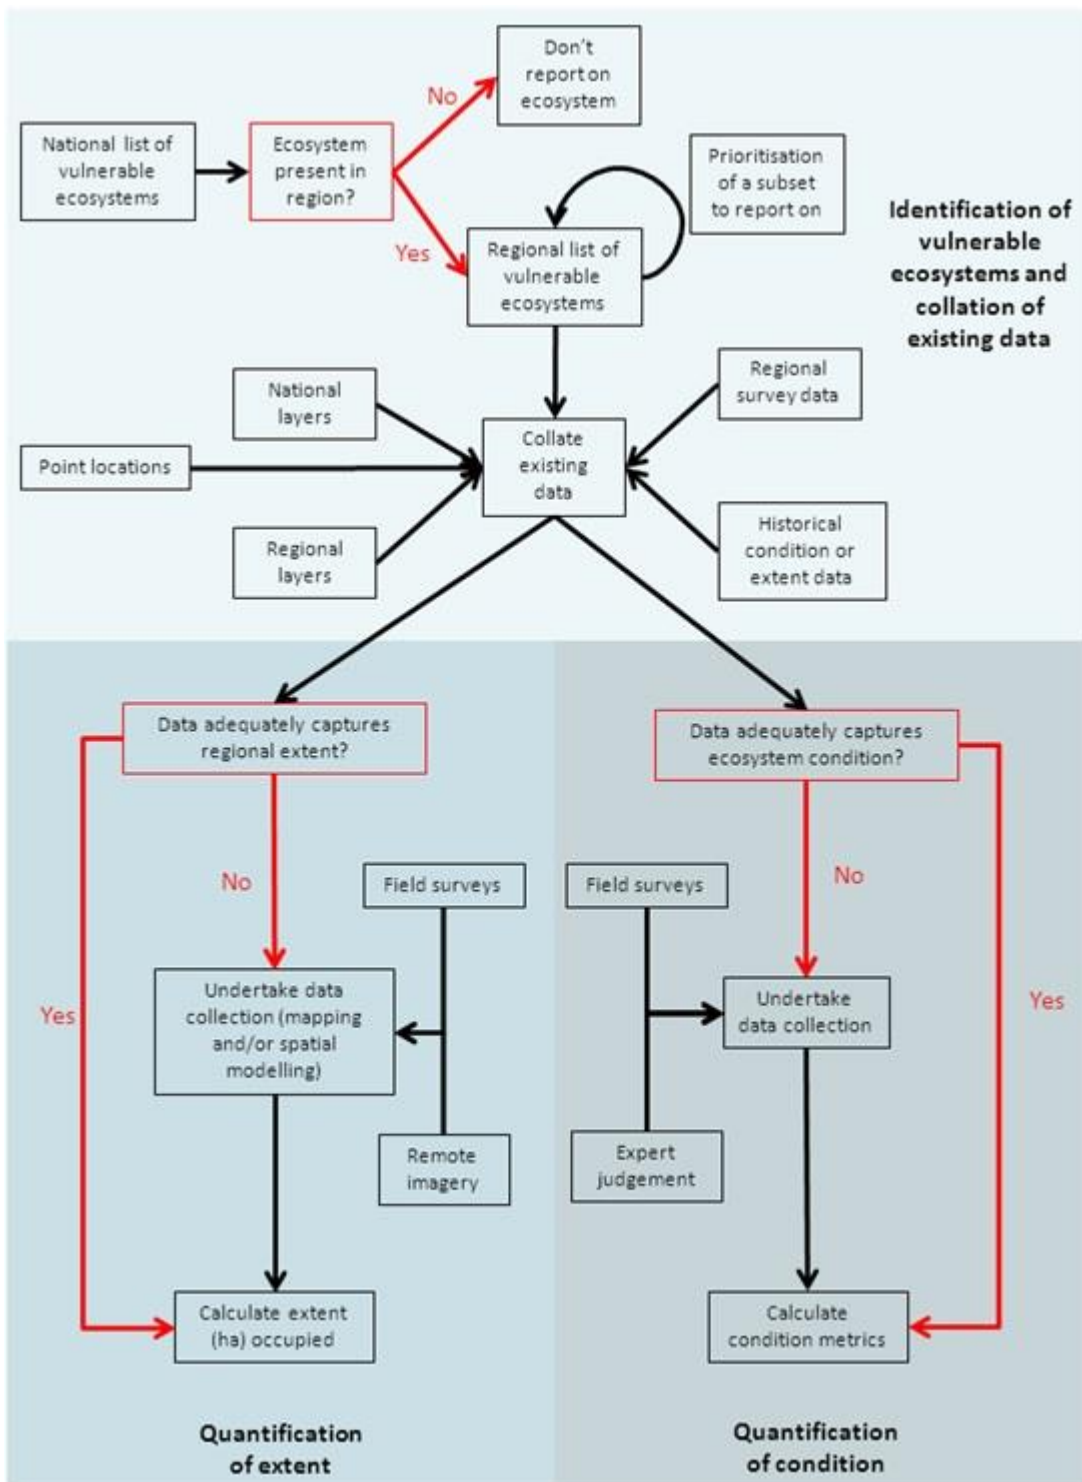 Don't
report on
ecosystem
No
National list of
vulnerable
ecosystems
Ecosystem
present in
region?
Prioritisation
of a subset
to report on
Yes
Regional list of
vulnerable
ecosystems
Identification of
vulnerable
ecosystems and
collation of
existing data
National
layers
Regional
survey data
Point locations
Collate
existing
data
Regional
layers
Historical
condition or
extent data
Data adequately captures
regional extent?
Data adequately captures
ecosystem condition?
No
Field surveys
Field surveys
No
Yes
Undertake data
collection (mapping
and/or spatial
modelling)
Undertake
data collection
Yes
Remote
imagery
Expert
judgement
Calculate extent
(ha) occupied
Calculate
condition metrics
Quantification
of extent
Quantification
of condition